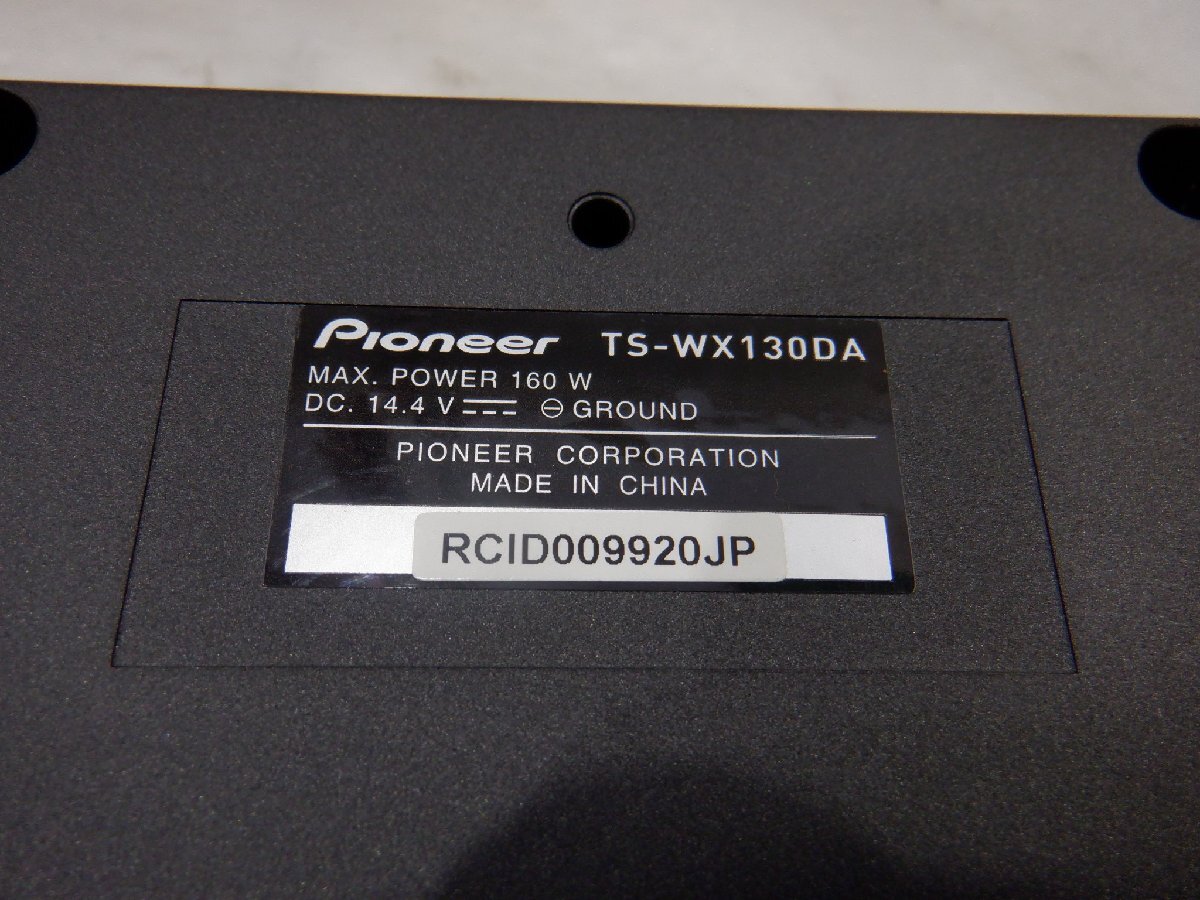 Pioneer TS-WX130DA
MAX. POWER 160 W
DC. 14.4 V ⎓ ⊖ GROUND
PIONEER CORPORATION
MADE IN CHINA
RCID009920JP